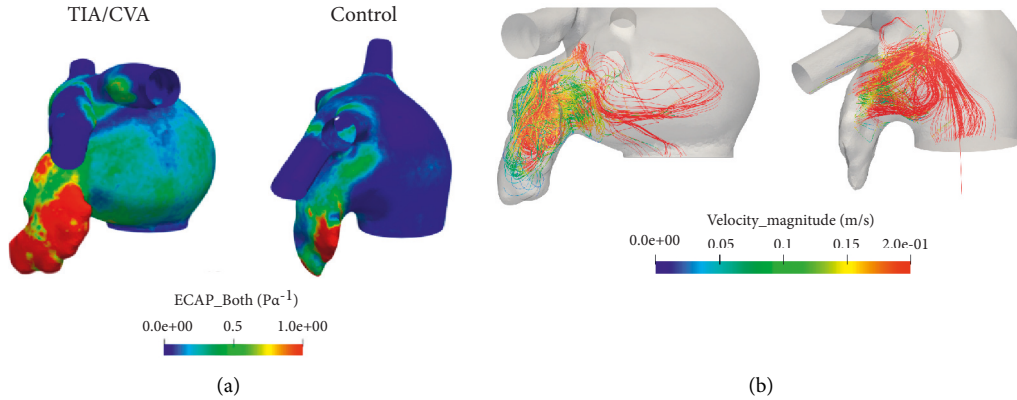 TIA/CVA
Control
ECAP_Both (Pα⁻¹)
0.0e+00 0.5 1.0e+00
(a)
Velocity_magnitude (m/s)
0.0e+00 0.05 0.1 0.15 2.0e-01
(b)